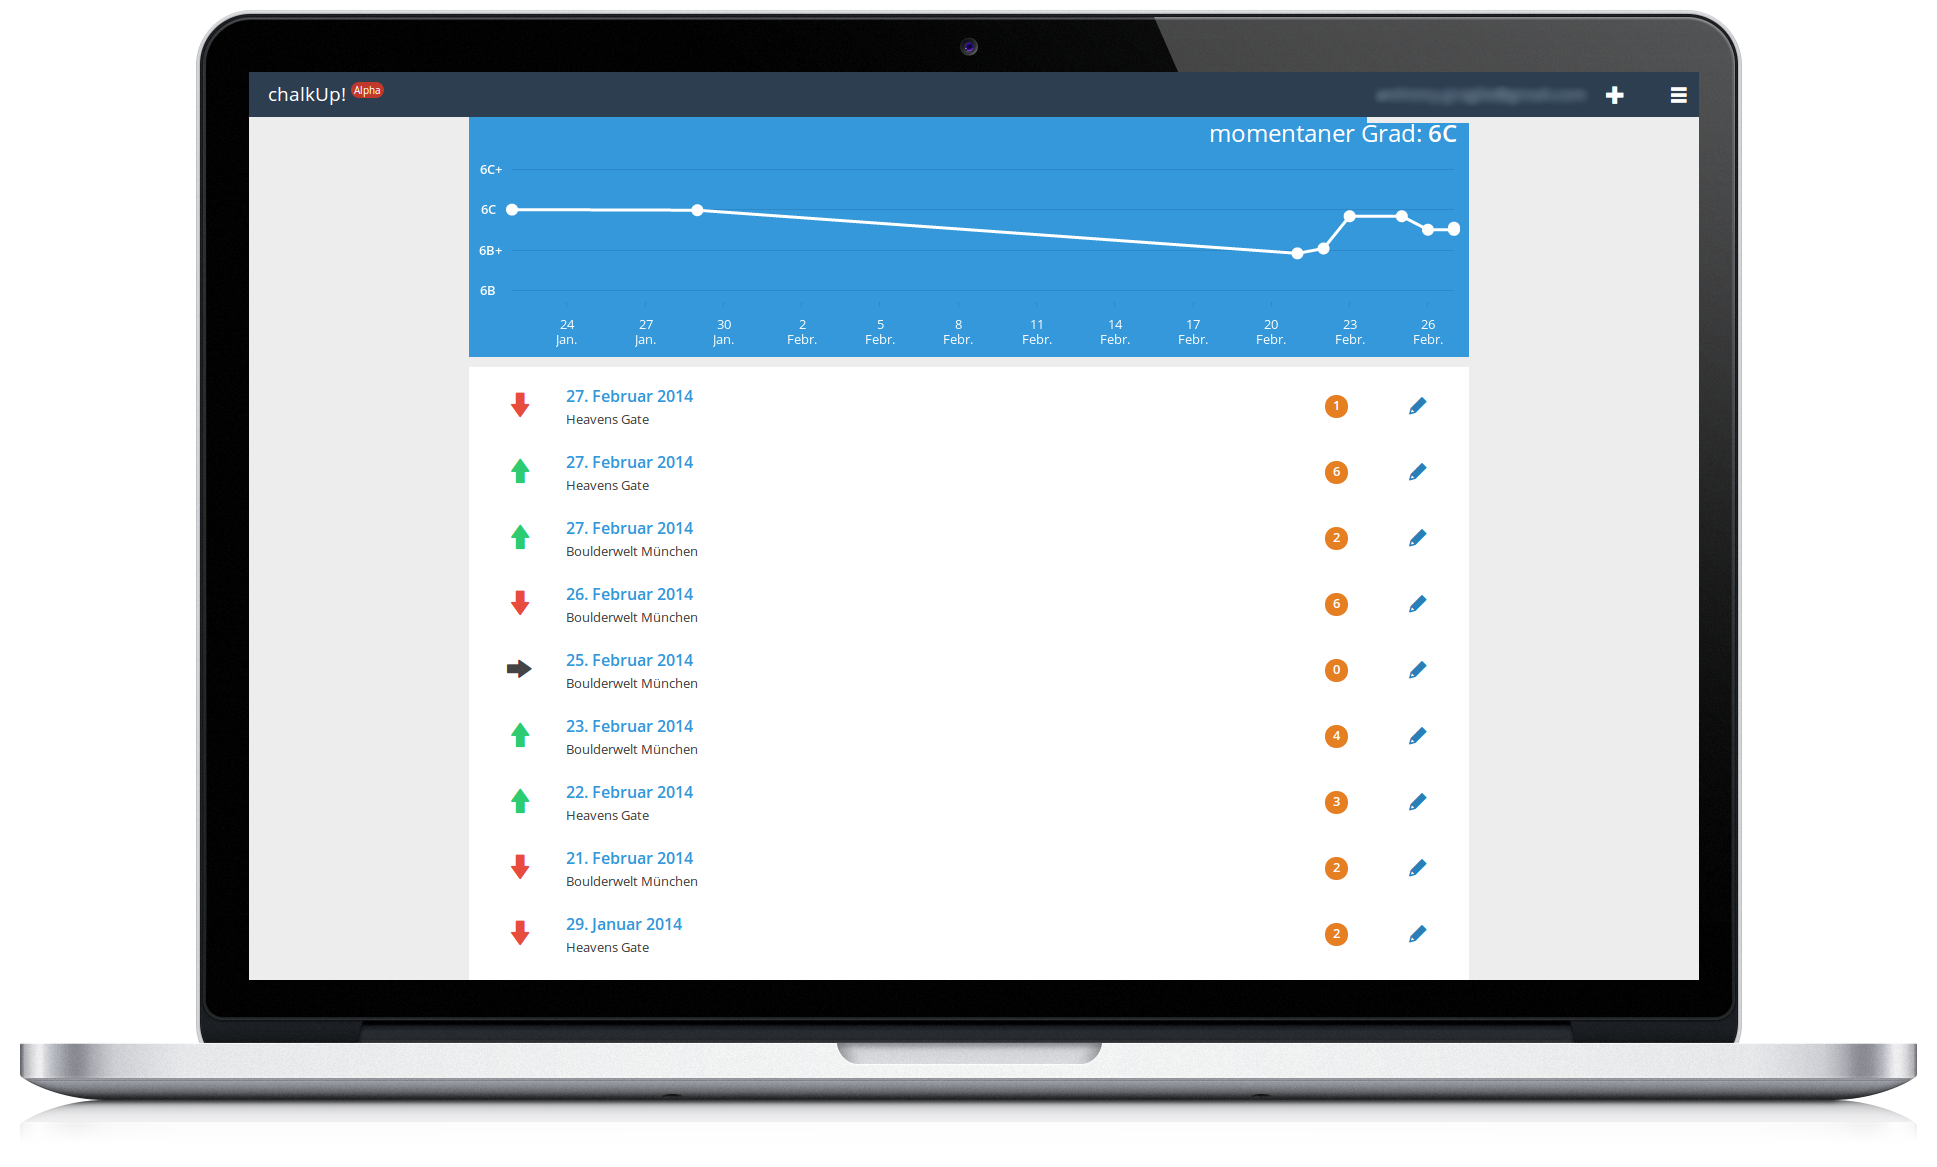 chalkUp! Alpha
momentaner Grad: 6C
6C+
6C
6B+
6B
24 27 30 2 5 8 11 14 17 20 23 26
Jan. Jan. Jan. Febr. Febr. Febr. Febr. Febr. Febr. Febr. Febr. Febr.
27. Februar 2014
Heavens Gate
1
27. Februar 2014
Heavens Gate
6
27. Februar 2014
Boulderwelt München
2
26. Februar 2014
Boulderwelt München
6
25. Februar 2014
Boulderwelt München
0
23. Februar 2014
Boulderwelt München
4
22. Februar 2014
Heavens Gate
3
21. Februar 2014
Boulderwelt München
2
29. Januar 2014
Heavens Gate
2